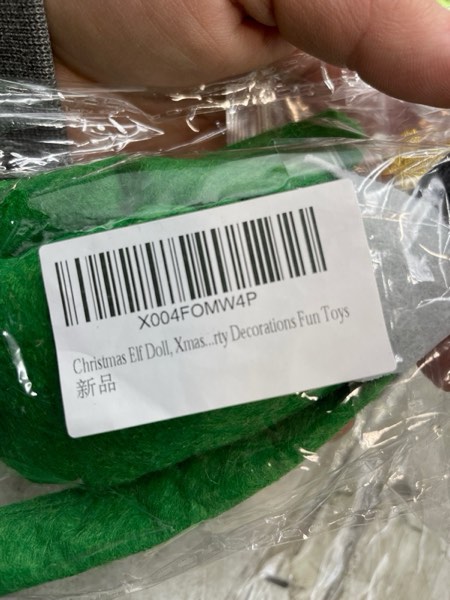 X004FOMW4P
Christmas Elf Doll, Xmas...rty Decorations Fun Toys
新品